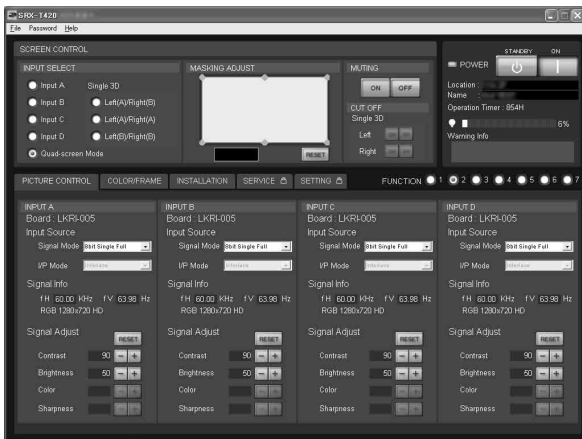 SRX-T420
File Password Help
SCREEN CONTROL
INPUT SELECT
Input A Single 3D
Input B Left(A)/Right(B)
Input C Left(A)/Right(D)
Input D Left(B)/Right(D)
Quad-screen Mode
MASKING ADJUST
RESET
MUTING
ON OFF
CUT OFF
Single 3D
Left
Right
STANDBY ON
POWER
Location :
Name :
Operation Timer : 854H
6%
Warning Info
PICTURE CONTROL COLOR/FRAME INSTALLATION SERVICE SETTING FUNCTION 1 2 3 4 5 6 7
INPUT A
Board : LKRI-005
Input Source
Signal Mode 8bit Single Full
I/P Mode Interlace
Signal Info
fH 60.00 KHz fV 63.98 Hz
RGB 1280x720 HD
Signal Adjust
RESET
Contrast 90 - +
Brightness 50 - +
Color - +
Sharpness - +
INPUT B
Board : LKRI-005
Input Source
Signal Mode 8bit Single Full
I/P Mode Interlace
Signal Info
fH 60.00 KHz fV 63.98 Hz
RGB 1280x720 HD
Signal Adjust
RESET
Contrast 90 - +
Brightness 50 - +
Color - +
Sharpness - +
INPUT C
Board : LKRI-005
Input Source
Signal Mode 8bit Single Full
I/P Mode Interlace
Signal Info
fH 60.00 KHz fV 63.98 Hz
RGB 1280x720 HD
Signal Adjust
RESET
Contrast 90 - +
Brightness 50 - +
Color - +
Sharpness - +
INPUT D
Board : LKRI-005
Input Source
Signal Mode 8bit Single Full
I/P Mode Interlace
Signal Info
fH 60.00 KHz fV 63.98 Hz
RGB 1280x720 HD
Signal Adjust
RESET
Contrast 90 - +
Brightness 50 - +
Color - +
Sharpness - +